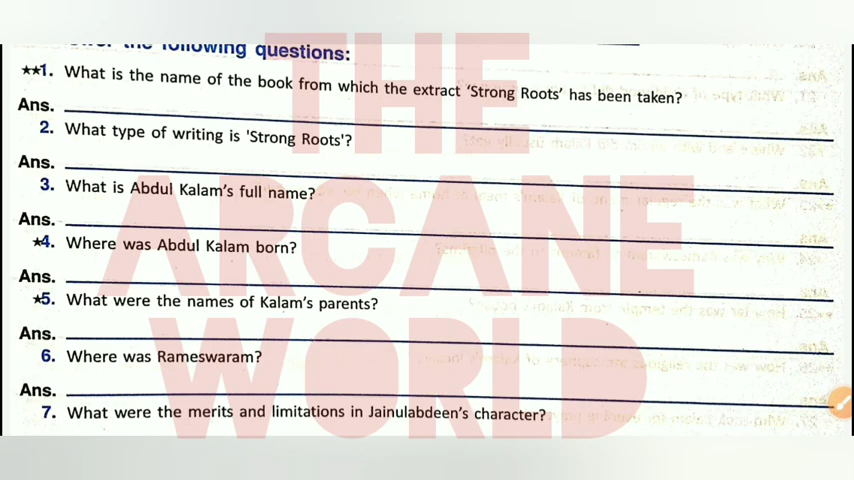 the following questions:
★★1. What is the name of the book from which the extract ‘Strong Roots’ has been taken?
Ans.
2. What type of writing is 'Strong Roots'?
Ans.
3. What is Abdul Kalam’s full name?
Ans.
★4. Where was Abdul Kalam born?
Ans.
★5. What were the names of Kalam’s parents?
Ans.
6. Where was Rameswaram?
Ans.
7. What were the merits and limitations in Jainulabdeen’s character?
THE
ARCANE
WORLD